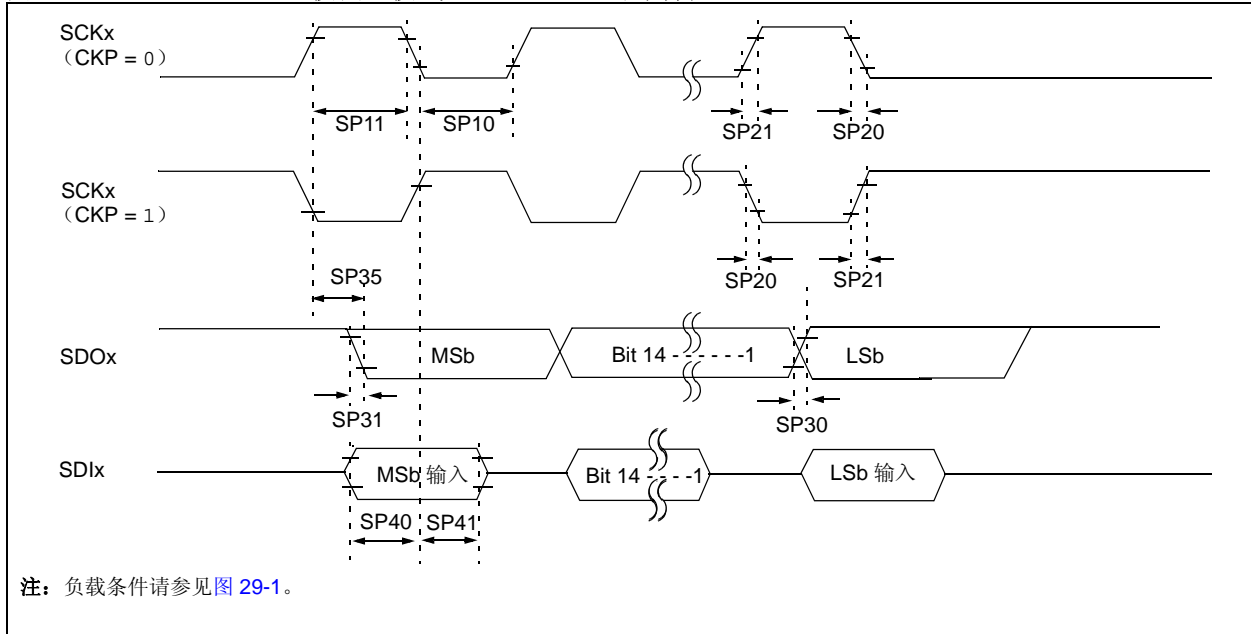 SCKx
（CKP = 0）
SP11
SP10
SP21
SP20
SCKx
（CKP = 1）
SP35
SP20
SP21
SDOx
MSb
Bit 14 - - - - - -1
LSb
SP31
SP30
SDIx
MSb 输入
Bit 14 - - - -1
LSb 输入
SP40
SP41
注：负载条件请参见图 29-1。